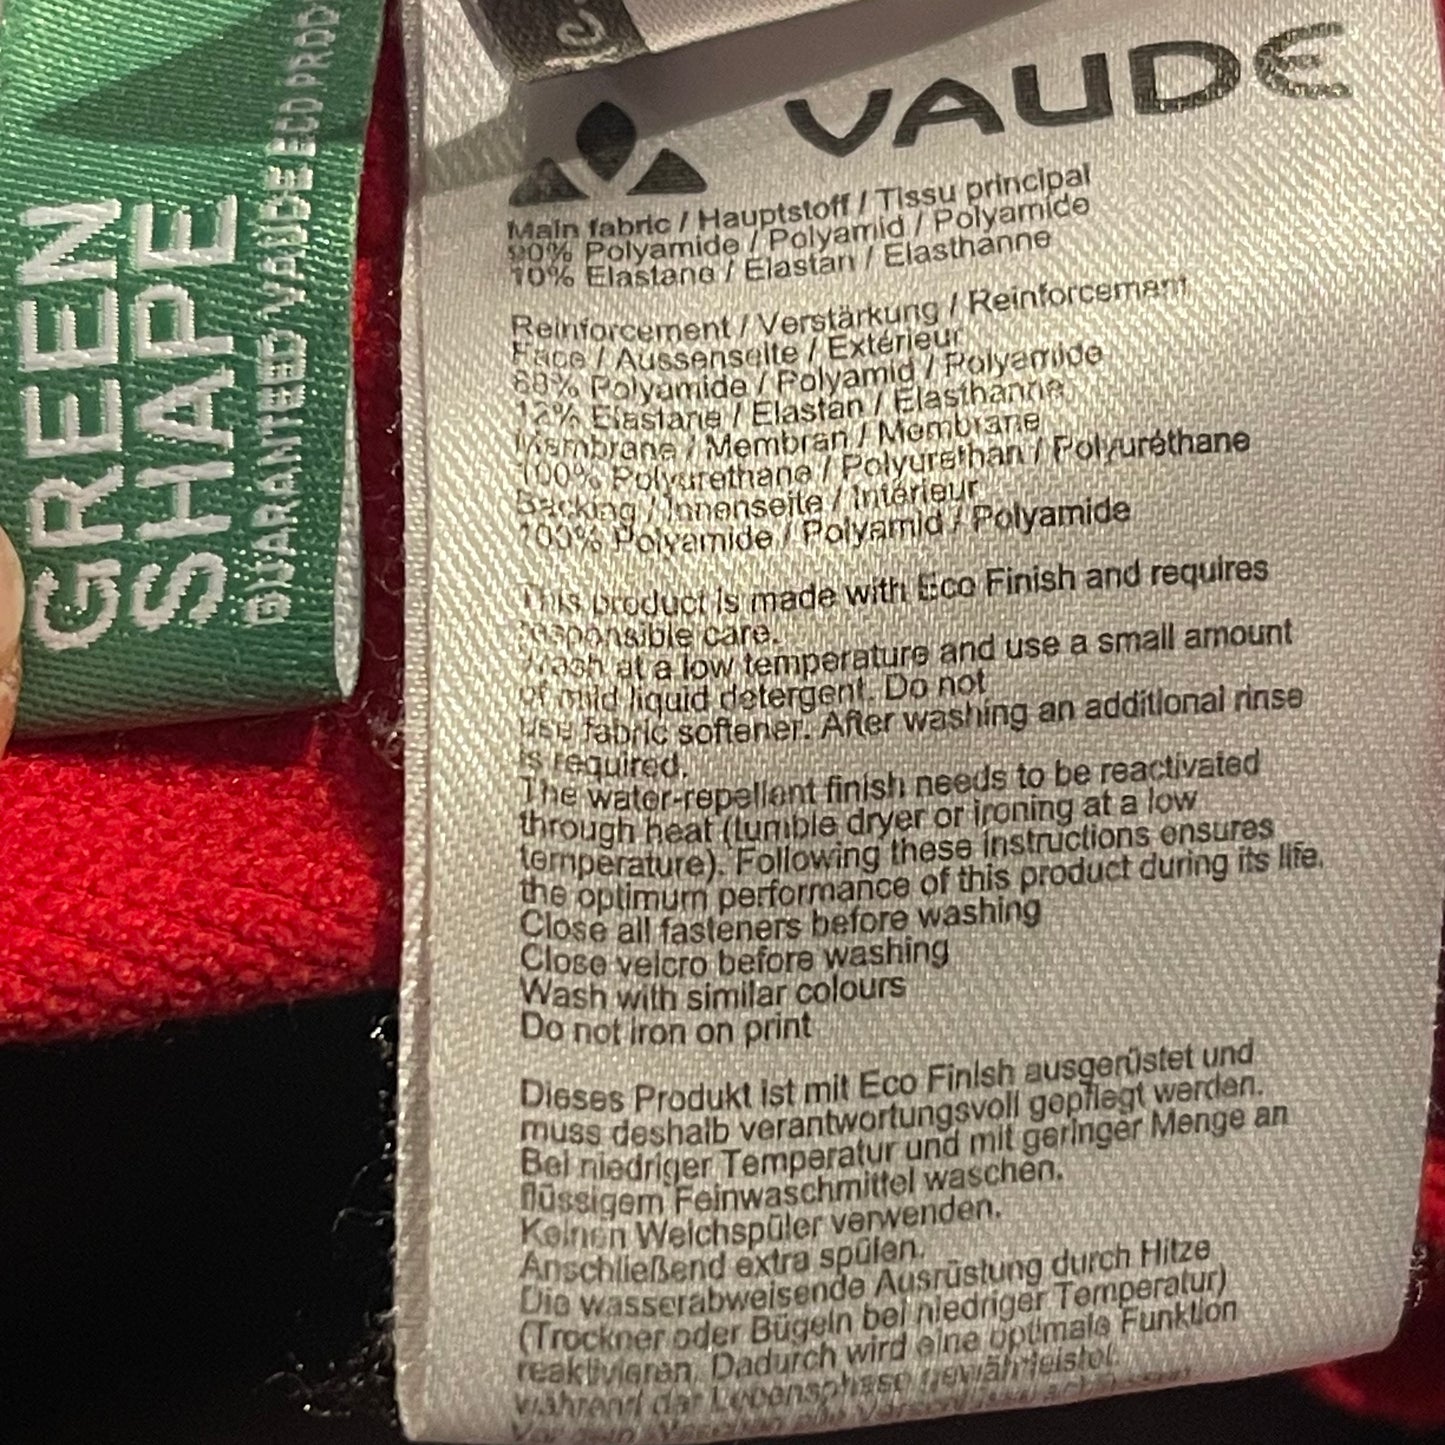 GREEN
SHAPE
GUARANTEED VAUDE ECO PROD
VAUDE
Main fabric / Hauptstoff / Tissu principal
90% Polyamide / Polyamid / Polyamide
10% Elastane / Elastan / Elasthanne
Reinforcement / Verstärkung / Reinforcement
Face / Aussenseite / Extérieur
88% Polyamide / Polyamid / Polyamide
12% Elastane / Elastan / Elasthanne
Membrane / Membran / Membrane
100% Polyurethane / Polyurethan / Polyuréthane
Backing / Innenseite / Intérieur
100% Polyamide / Polyamid / Polyamide
This product is made with Eco Finish and requires
responsible care.
Wash at a low temperature and use a small amount
of mild liquid detergent. Do not
use fabric softener. After washing an additional rinse
is required.
The water-repellent finish needs to be reactivated
through heat (tumble dryer or ironing at a low
temperature). Following these instructions ensures
the optimum performance of this product during its life.
Close all fasteners before washing
Close velcro before washing
Wash with similar colours
Do not iron on print
Dieses Produkt ist mit Eco Finish ausgerüstet und
muss deshalb verantwortungsvoll gepflegt werden.
Bei niedriger Temperatur und mit geringer Menge an
flüssigem Feinwaschmittel waschen.
Keinen Weichspüler verwenden.
Anschließend extra spülen.
Die wasserabweisende Ausrüstung durch Hitze
(Trockner oder Bügeln bei niedriger Temperatur)
reaktivieren. Dadurch wird eine optimale Funktion
während der Lebensphase gewährleistet.